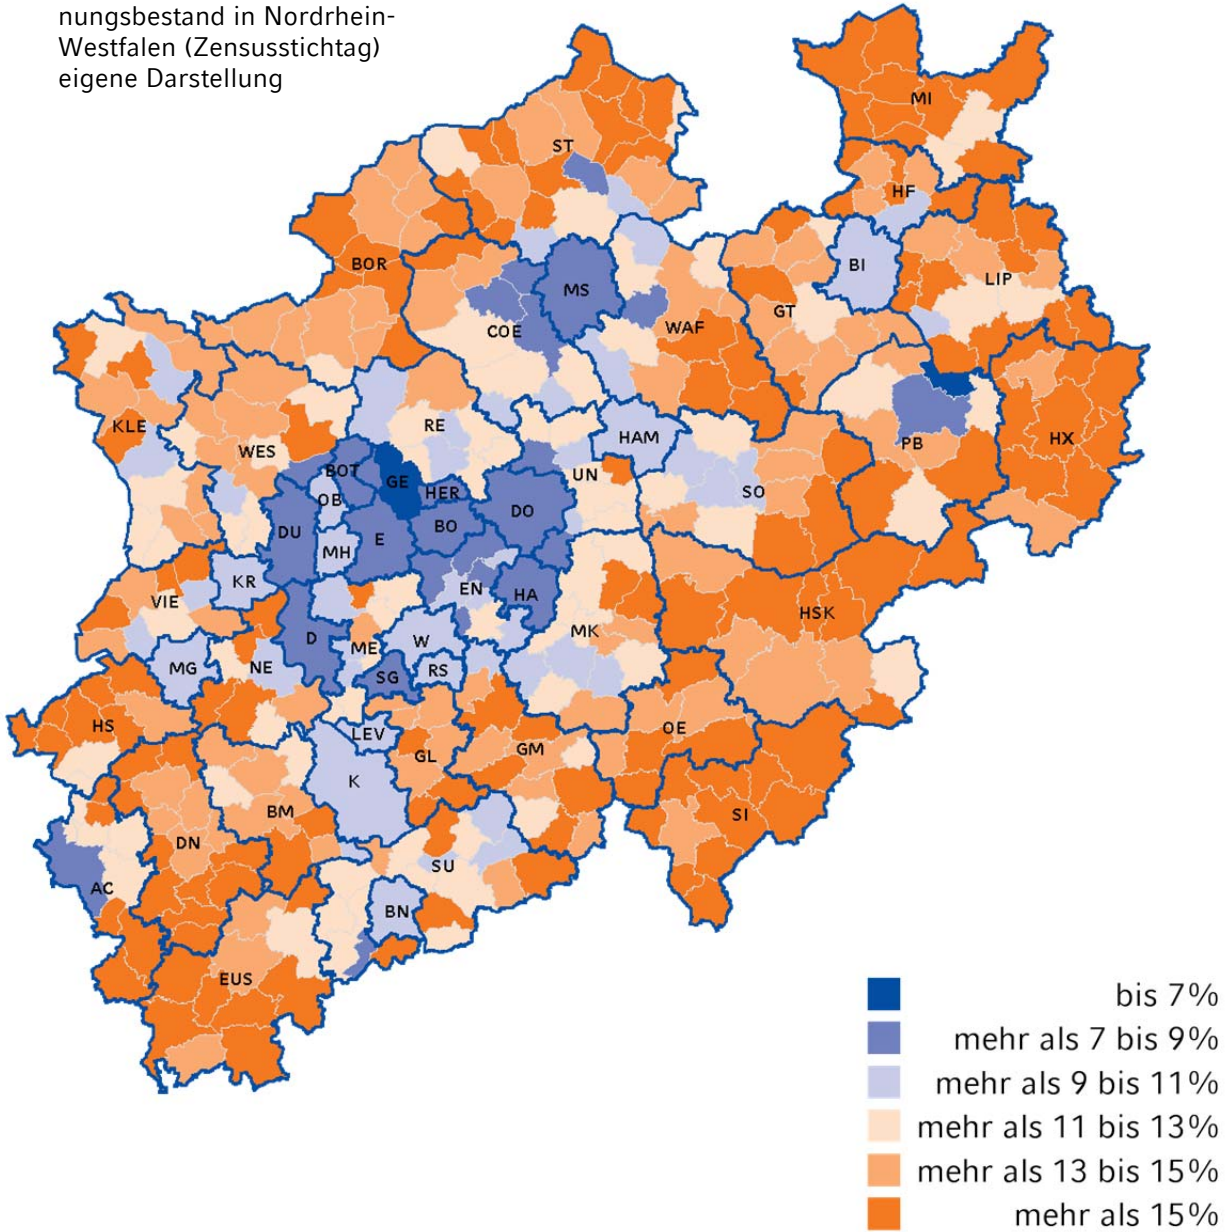 nungsbestand in Nordrhein-
Westfalen (Zensusstichtag)
eigene Darstellung
MI
ST
HF
BOR
BI
LIP
MS
GT
COE
WAF
KLE
RE
HAM
HX
PB
WES
BOT
GE
UN
OB
HER
SO
DU
BO
DO
E
MH
KR
EN
HA
VIE
HSK
MK
D
W
ME
MG
NE
SG
RS
HS
LEV
OE
GL
GM
K
BM
SI
DN
SU
AC
BN
EUS
bis 7%
mehr als 7 bis 9%
mehr als 9 bis 11%
mehr als 11 bis 13%
mehr als 13 bis 15%
mehr als 15%